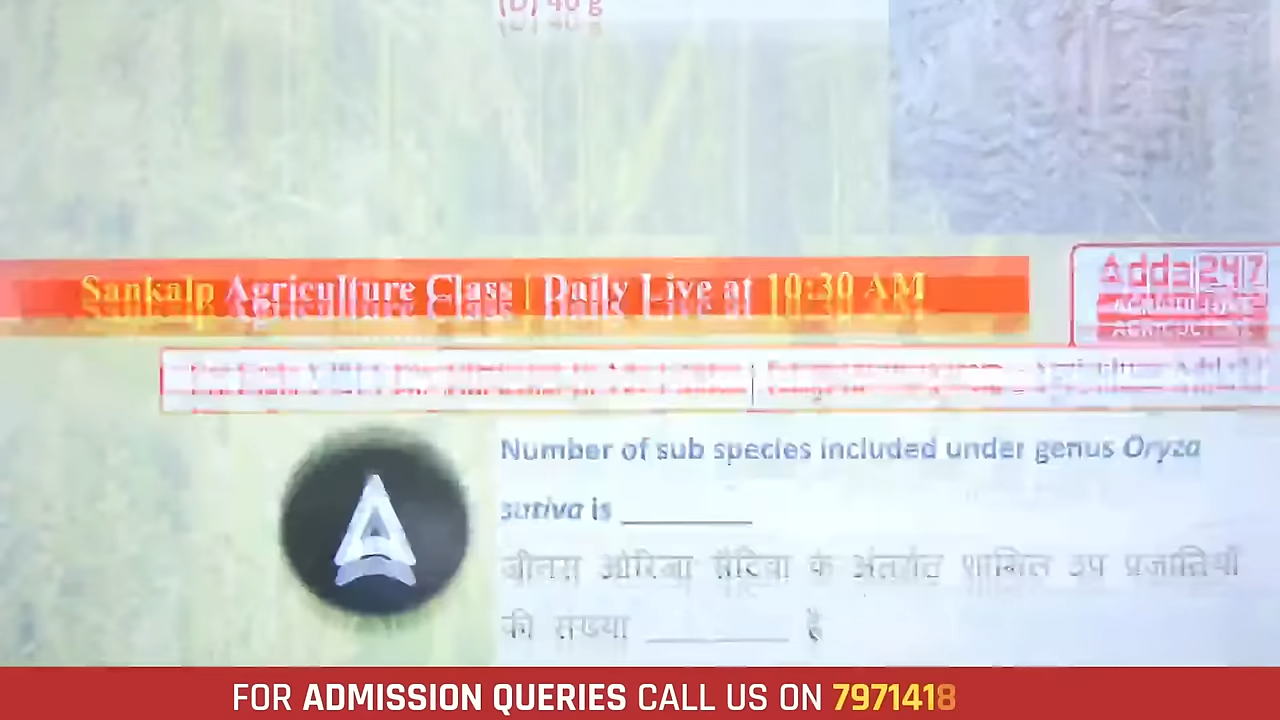 (D) 40 g
Sankalp Agriculture Class | Daily Live at 10:30 AM
Adda247
AGRICULTURE
Number of sub species included under genus Oryza
sativa is ________
जीनस ओरिजा सैटिवा के अंतर्गत शामिल उप प्रजातियों
की संख्या ________ है
FOR ADMISSION QUERIES CALL US ON 7971418